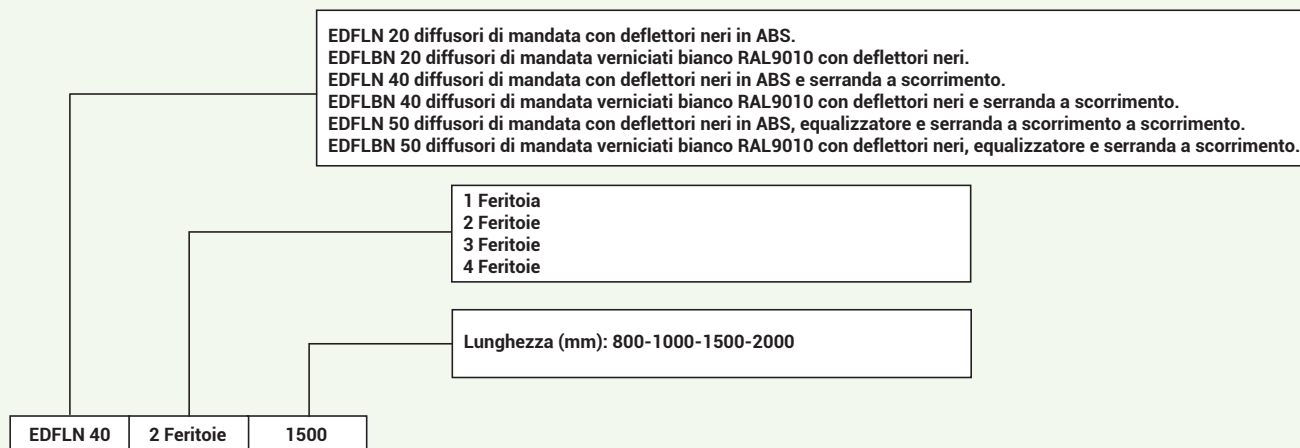 EDFLN 20 diffusori di mandata con deflettori neri in ABS.
EDFLBN 20 diffusori di mandata verniciati bianco RAL9010 con deflettori neri.
EDFLN 40 diffusori di mandata con deflettori neri in ABS e serranda a scorrimento.
EDFLBN 40 diffusori di mandata verniciati bianco RAL9010 con deflettori neri e serranda a scorrimento.
EDFLN 50 diffusori di mandata con deflettori neri in ABS, equalizzatore e serranda a scorrimento a scorrimento.
EDFLBN 50 diffusori di mandata verniciati bianco RAL9010 con deflettori neri, equalizzatore e serranda a scorrimento.
1 Feritoia
2 Feritoie
3 Feritoie
4 Feritoie
Lunghezza (mm): 800-1000-1500-2000
EDFLN 40 2 Feritoie 1500